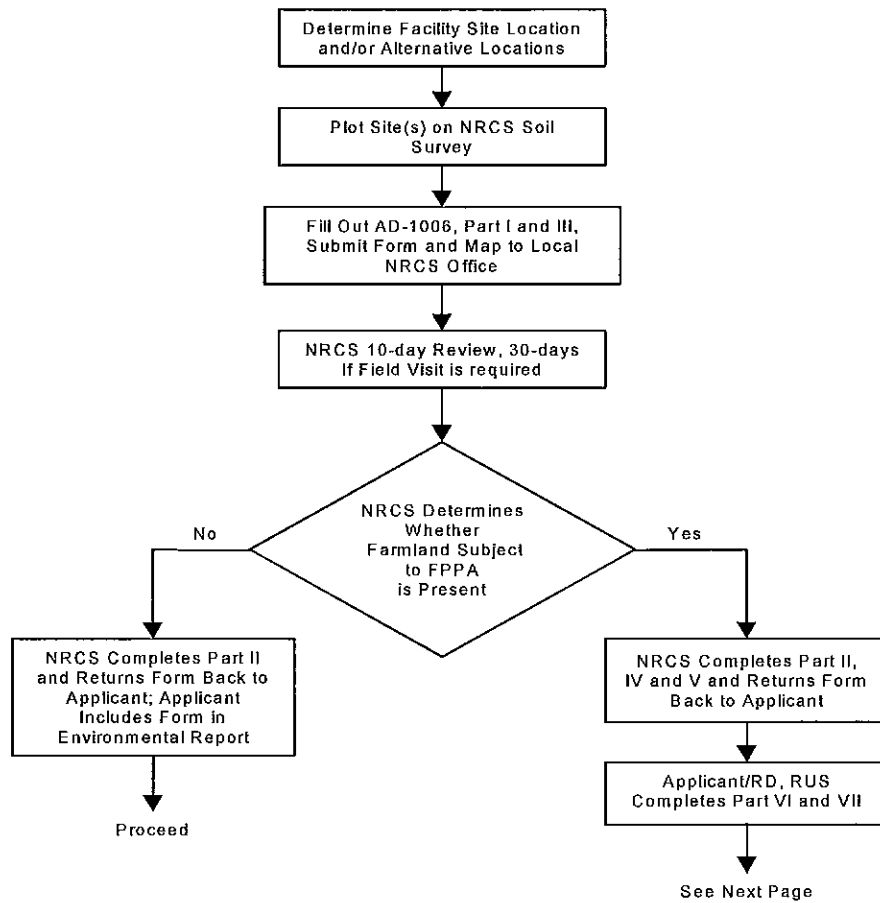 Determine Facility Site Location
and/or Alternative Locations
Plot Site(s) on NRCS Soil
Survey
Fill Out AD-1006, Part I and III,
Submit Form and Map to Local
NRCS Office
NRCS 10-day Review, 30-days
If Field Visit is required
NRCS Determines
Whether
Farmland Subject
to FPPA
is Present
No
Yes
NRCS Completes Part II
and Returns Form Back to
Applicant; Applicant
Includes Form in
Environmental Report
Proceed
NRCS Completes Part II,
IV and V and Returns Form
Back to Applicant
Applicant/RD, RUS
Completes Part VI and VII
See Next Page